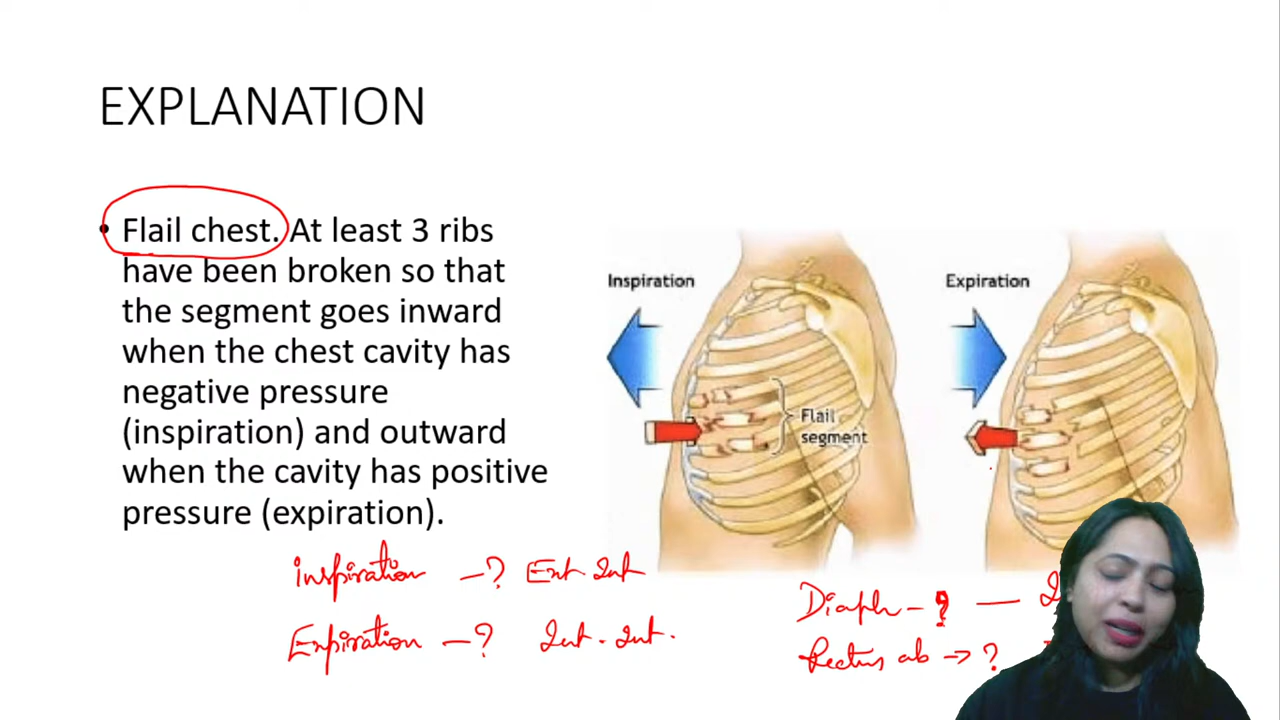 EXPLANATION
• Flail chest. At least 3 ribs
have been broken so that
the segment goes inward
when the chest cavity has
negative pressure
(inspiration) and outward
when the cavity has positive
pressure (expiration).
Inspiration
Expiration
Flail
segment
Inspiration -? Ext. Int
Expiration -? Int. Int.
Diaph - ? —
Rectus ab -> ?